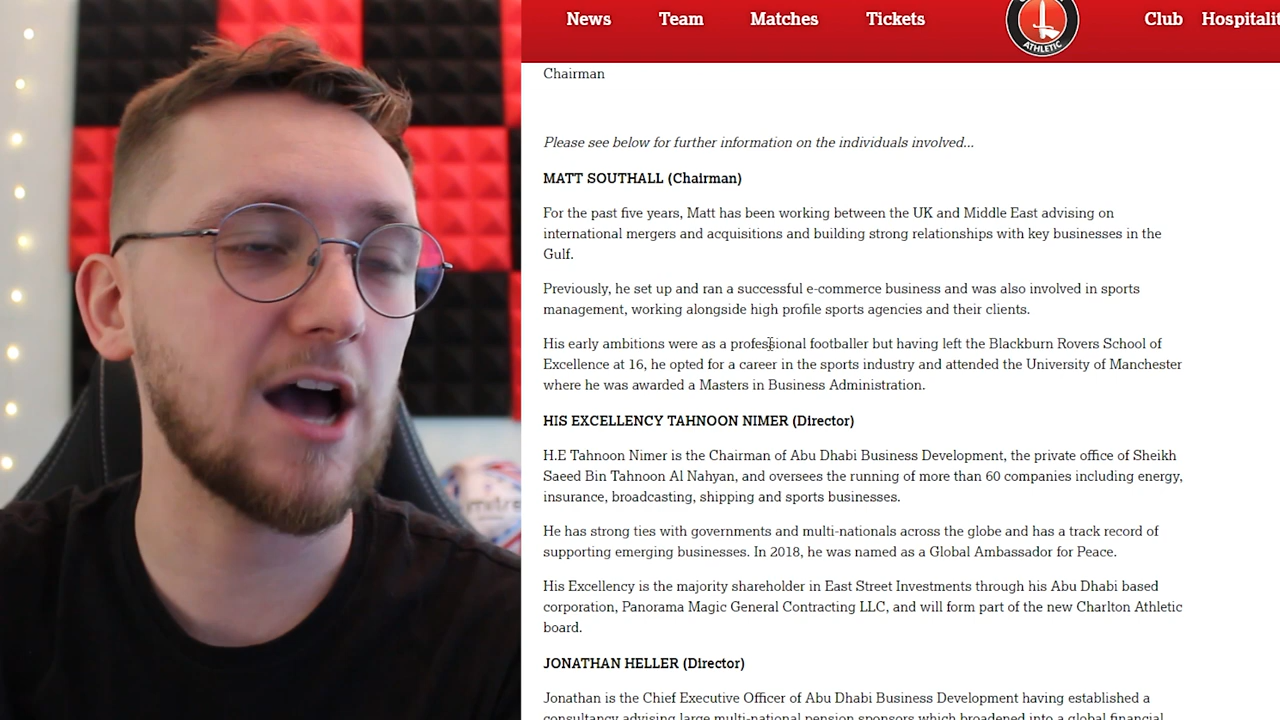 News Team Matches Tickets Club Hospitalit
ATHLETIC
Chairman
Please see below for further information on the individuals involved...
MATT SOUTHALL (Chairman)
For the past five years, Matt has been working between the UK and Middle East advising on
international mergers and acquisitions and building strong relationships with key businesses in the
Gulf.
Previously, he set up and ran a successful e-commerce business and was also involved in sports
management, working alongside high profile sports agencies and their clients.
His early ambitions were as a professional footballer but having left the Blackburn Rovers School of
Excellence at 16, he opted for a career in the sports industry and attended the University of Manchester
where he was awarded a Masters in Business Administration.
HIS EXCELLENCY TAHNOON NIMER (Director)
H.E Tahnoon Nimer is the Chairman of Abu Dhabi Business Development, the private office of Sheikh
Saeed Bin Tahnoon Al Nahyan, and oversees the running of more than 60 companies including energy,
insurance, broadcasting, shipping and sports businesses.
He has strong ties with governments and multi-nationals across the globe and has a track record of
supporting emerging businesses. In 2018, he was named as a Global Ambassador for Peace.
His Excellency is the majority shareholder in East Street Investments through his Abu Dhabi based
corporation, Panorama Magic General Contracting LLC, and will form part of the new Charlton Athletic
board.
JONATHAN HELLER (Director)
Jonathan is the Chief Executive Officer of Abu Dhabi Business Development having established a
consultancy advising large multi-national pension sponsors which broadened into a global financial